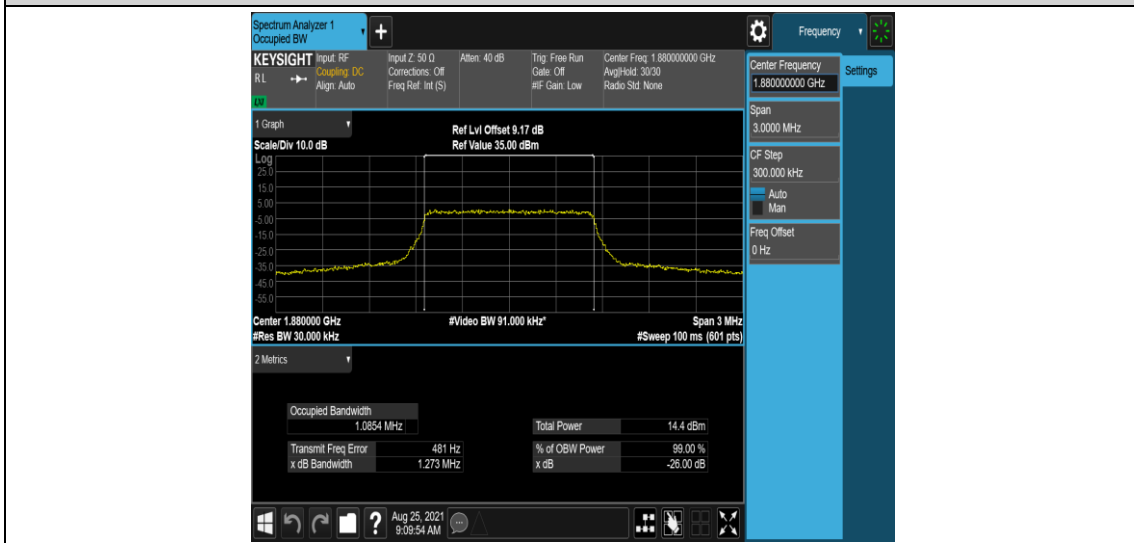 Spectrum Analyzer 1
Occupied BW
+
Frequency
KEYSIGHT
RL
Input: RF
Coupling: DC
Align: Auto
Input Z: 50 Ω
Corrections: Off
Freq Ref: Int (S)
Atten: 40 dB
Trig: Free Run
Gate: Off
#IF Gain: Low
Center Freq: 1.880000000 GHz
Avg|Hold: 30/30
Radio Std: None
Center Frequency
1.880000000 GHz
Settings
Span
3.0000 MHz
CF Step
300.000 kHz
Auto
Man
Freq Offset
0 Hz
1 Graph
Scale/Div 10.0 dB
Ref Lvl Offset 9.17 dB
Ref Value 35.00 dBm
Log
25.0
15.0
5.00
-5.00
-15.0
-25.0
-35.0
-45.0
-55.0
Center 1.880000 GHz
#Video BW 91.000 kHz*
Span 3 MHz
#Res BW 30.000 kHz
#Sweep 100 ms (601 pts)
2 Metrics
Occupied Bandwidth
1.0854 MHz
Total Power 14.4 dBm
Transmit Freq Error 481 Hz
% of OBW Power 99.00 %
x dB Bandwidth 1.273 MHz
x dB -26.00 dB
?
Aug 25, 2021
9:09:54 AM